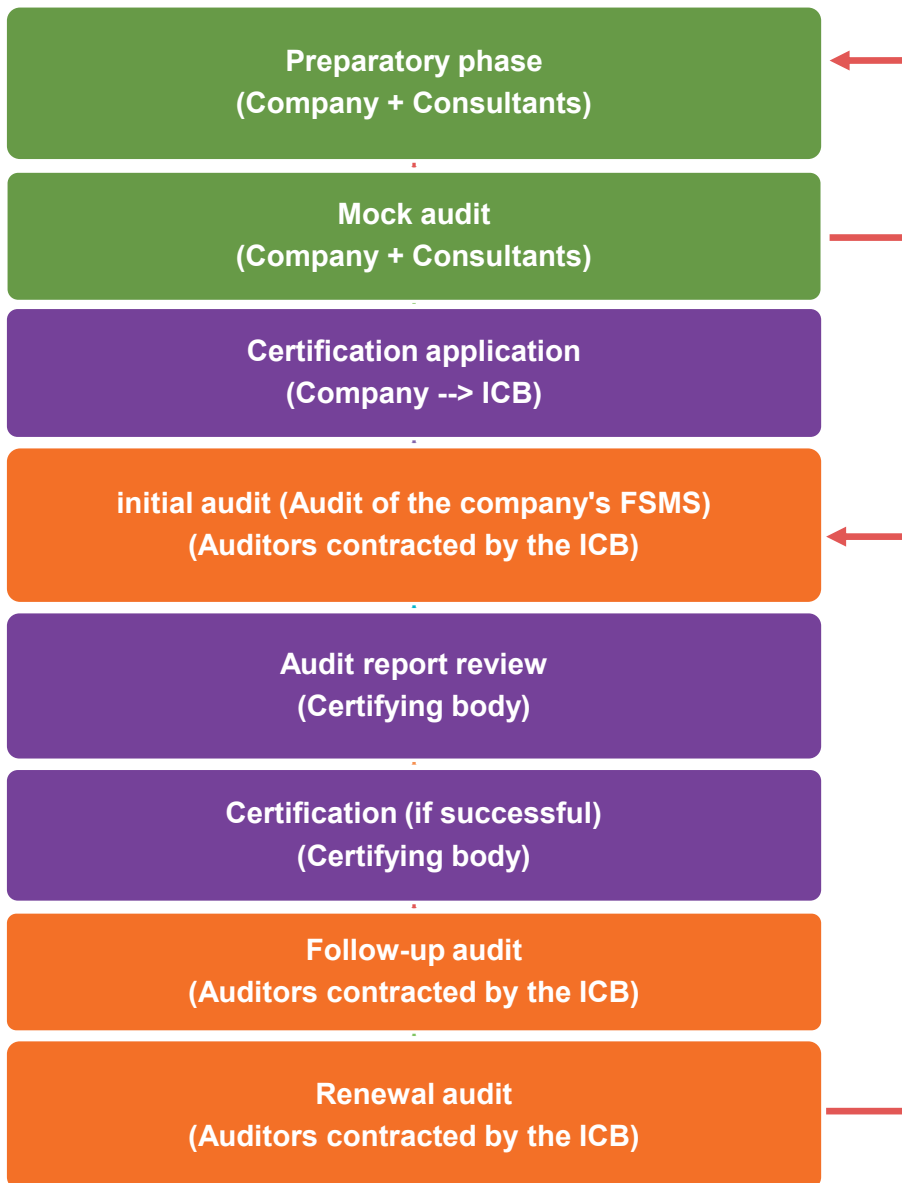 Preparatory phase
(Company + Consultants)
Mock audit
(Company + Consultants)
Certification application
(Company --> ICB)
initial audit (Audit of the company's FSMS)
(Auditors contracted by the ICB)
Audit report review
(Certifying body)
Certification (if successful)
(Certifying body)
Follow-up audit
(Auditors contracted by the ICB)
Renewal audit
(Auditors contracted by the ICB)